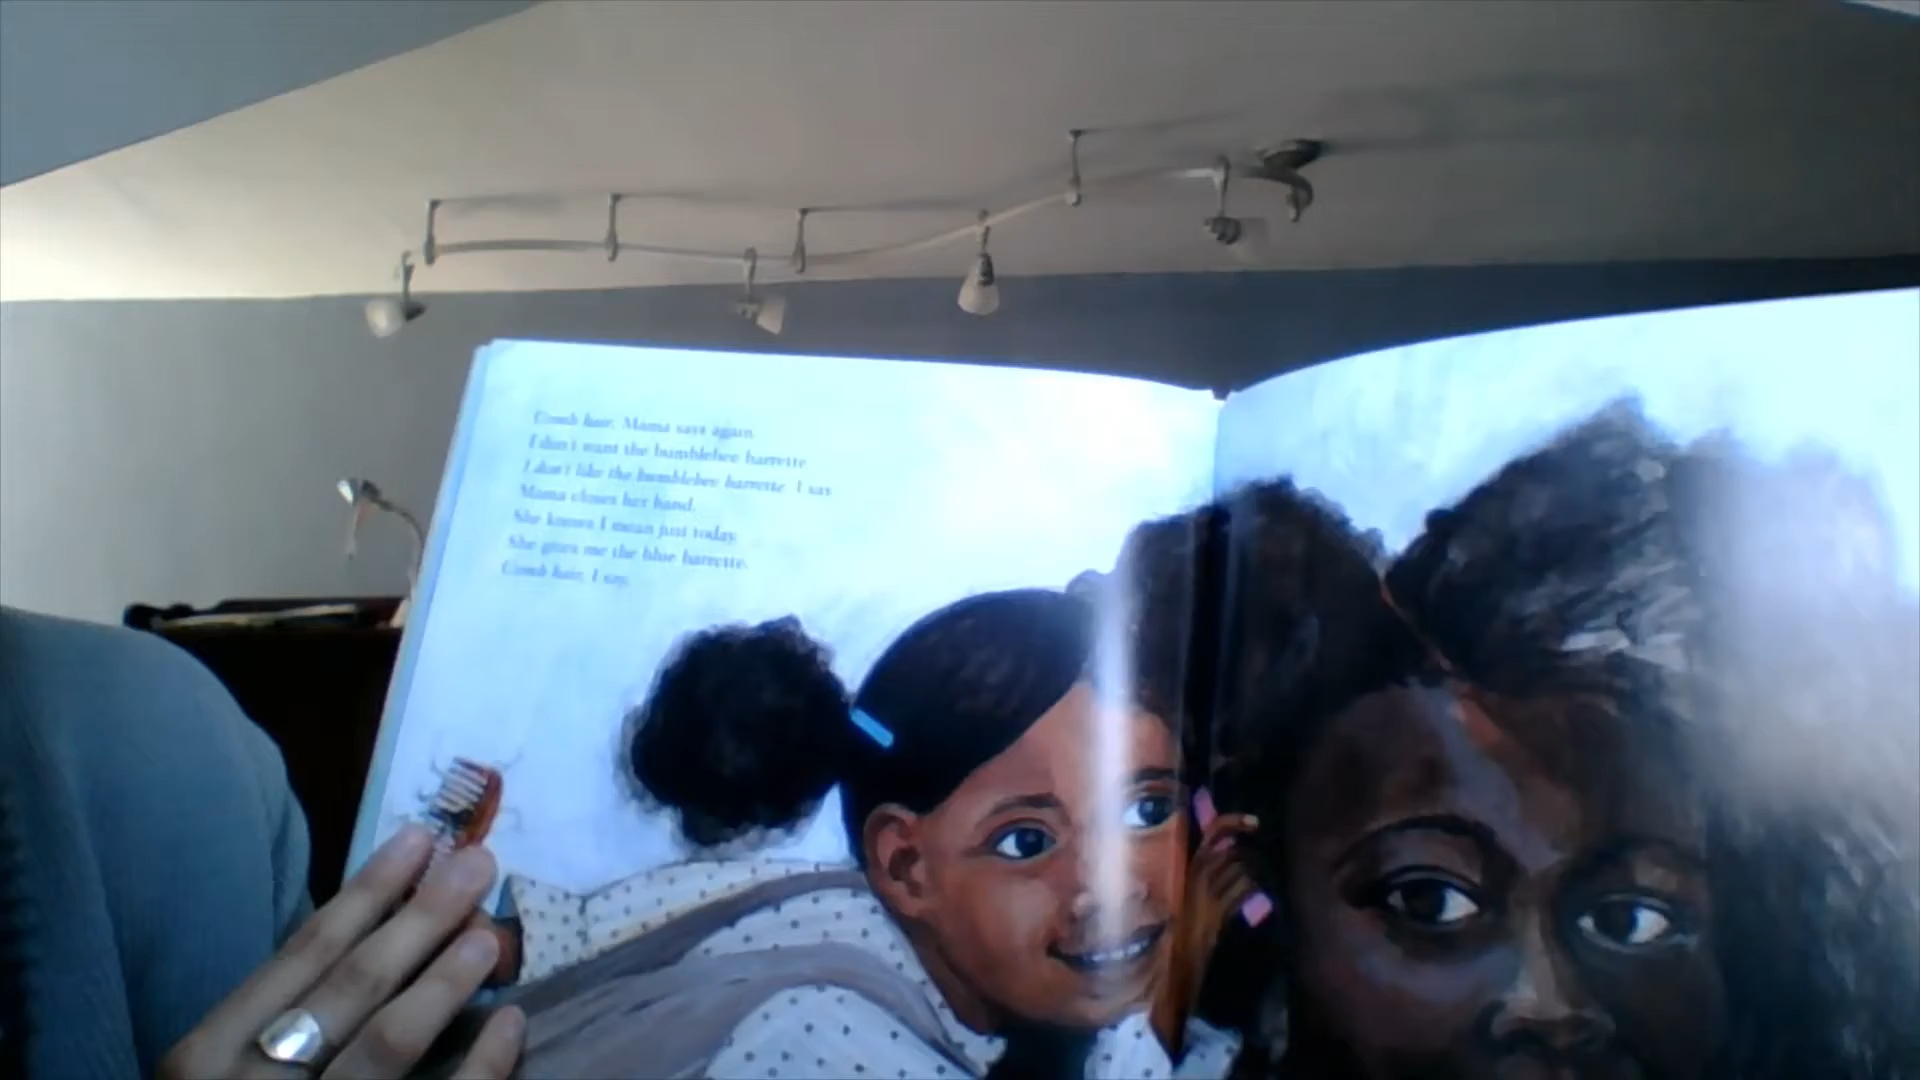 Comb hair, Mama says again.
I don't want the bumblebee barrette.
I don't like the bumblebee barrette, I say.
Mama closes her hand.
She knows I mean just today.
She gives me the blue barrette.
Comb hair, I say.